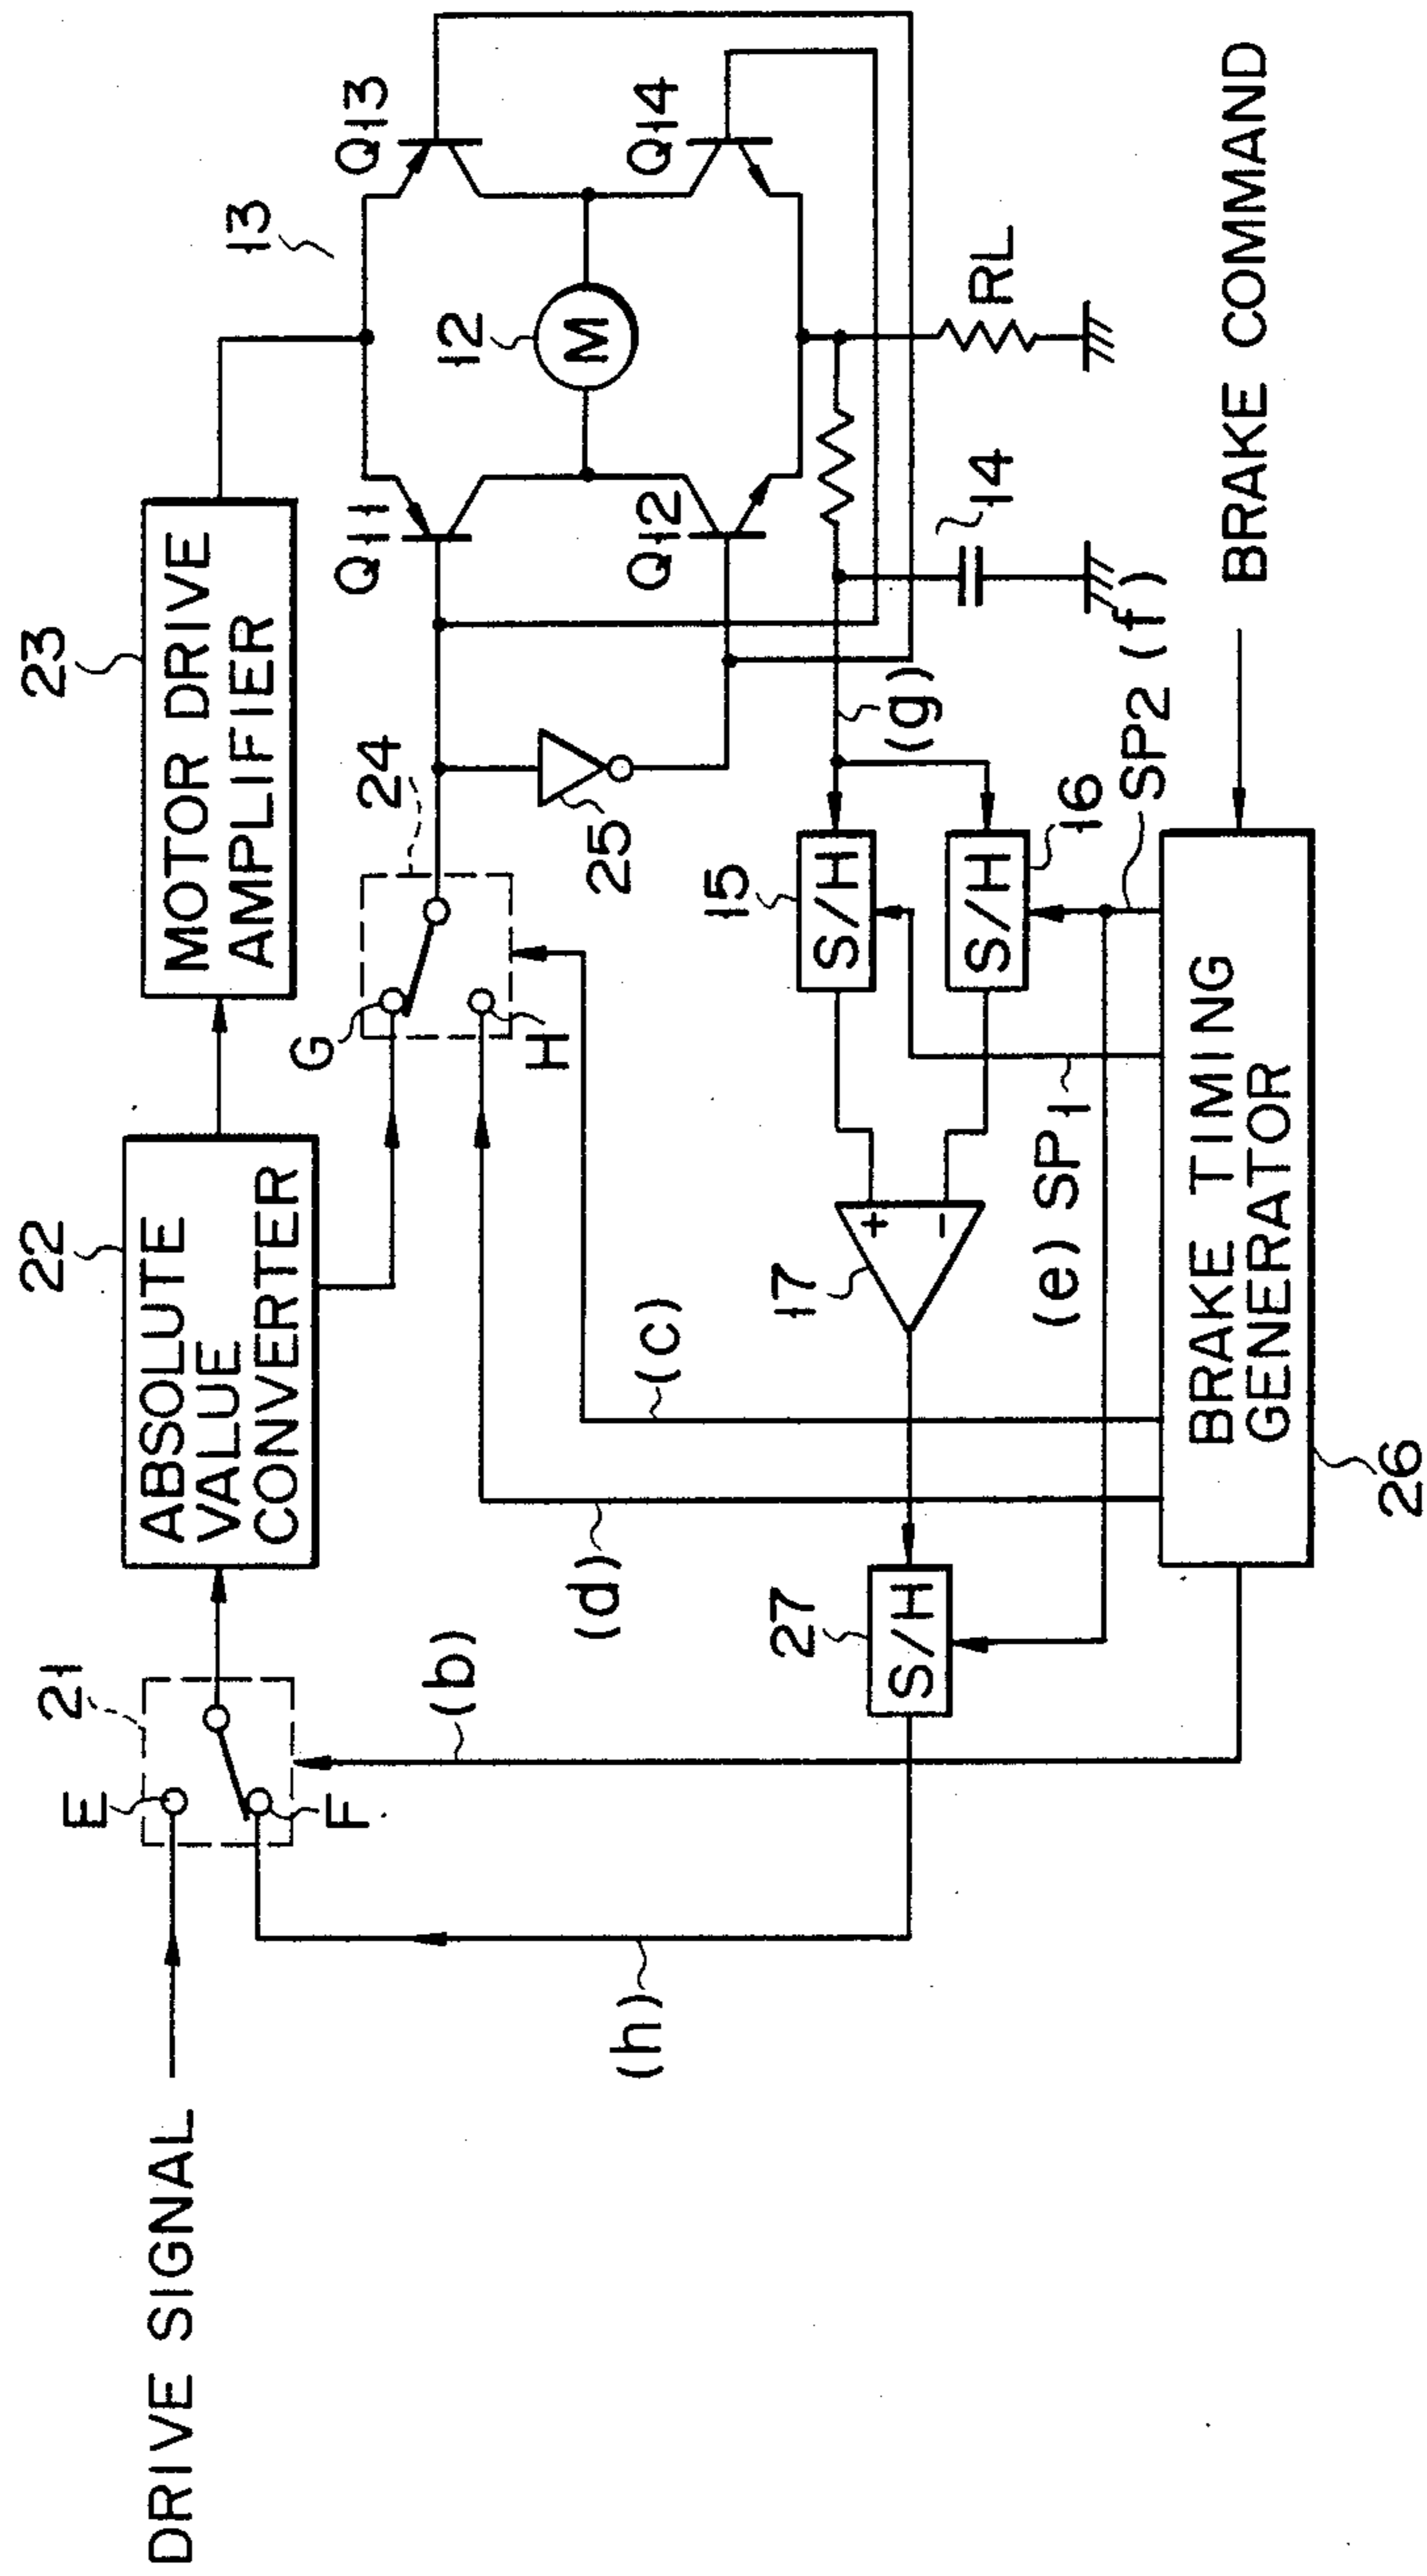 DRIVE SIGNAL
21
E
F
(b)
22
ABSOLUTE
VALUE
CONVERTER
23
MOTOR DRIVE
AMPLIFIER
13
G
H
24
25
Q11
Q12
Q13
Q14
12
M
RL
14
(g)
(h)
(d)
(c)
27
S/H
17
+
-
15
S/H
S/H
16
(e) SP1
SP2 (f)
BRAKE TIMING
GENERATOR
26
BRAKE COMMAND